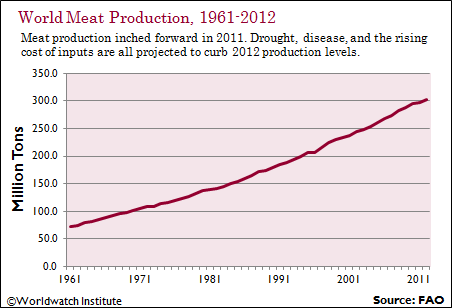 World Meat Production, 1961-2012
Meat production inched forward in 2011. Drought, disease, and the rising
cost of inputs are all projected to curb 2012 production levels.
350.0
300.0
250.0
200.0
150.0
100.0
50.0
0.0
Million Tons
1961 1971 1981 1991 2001 2011
©Worldwatch Institute Source: FAO